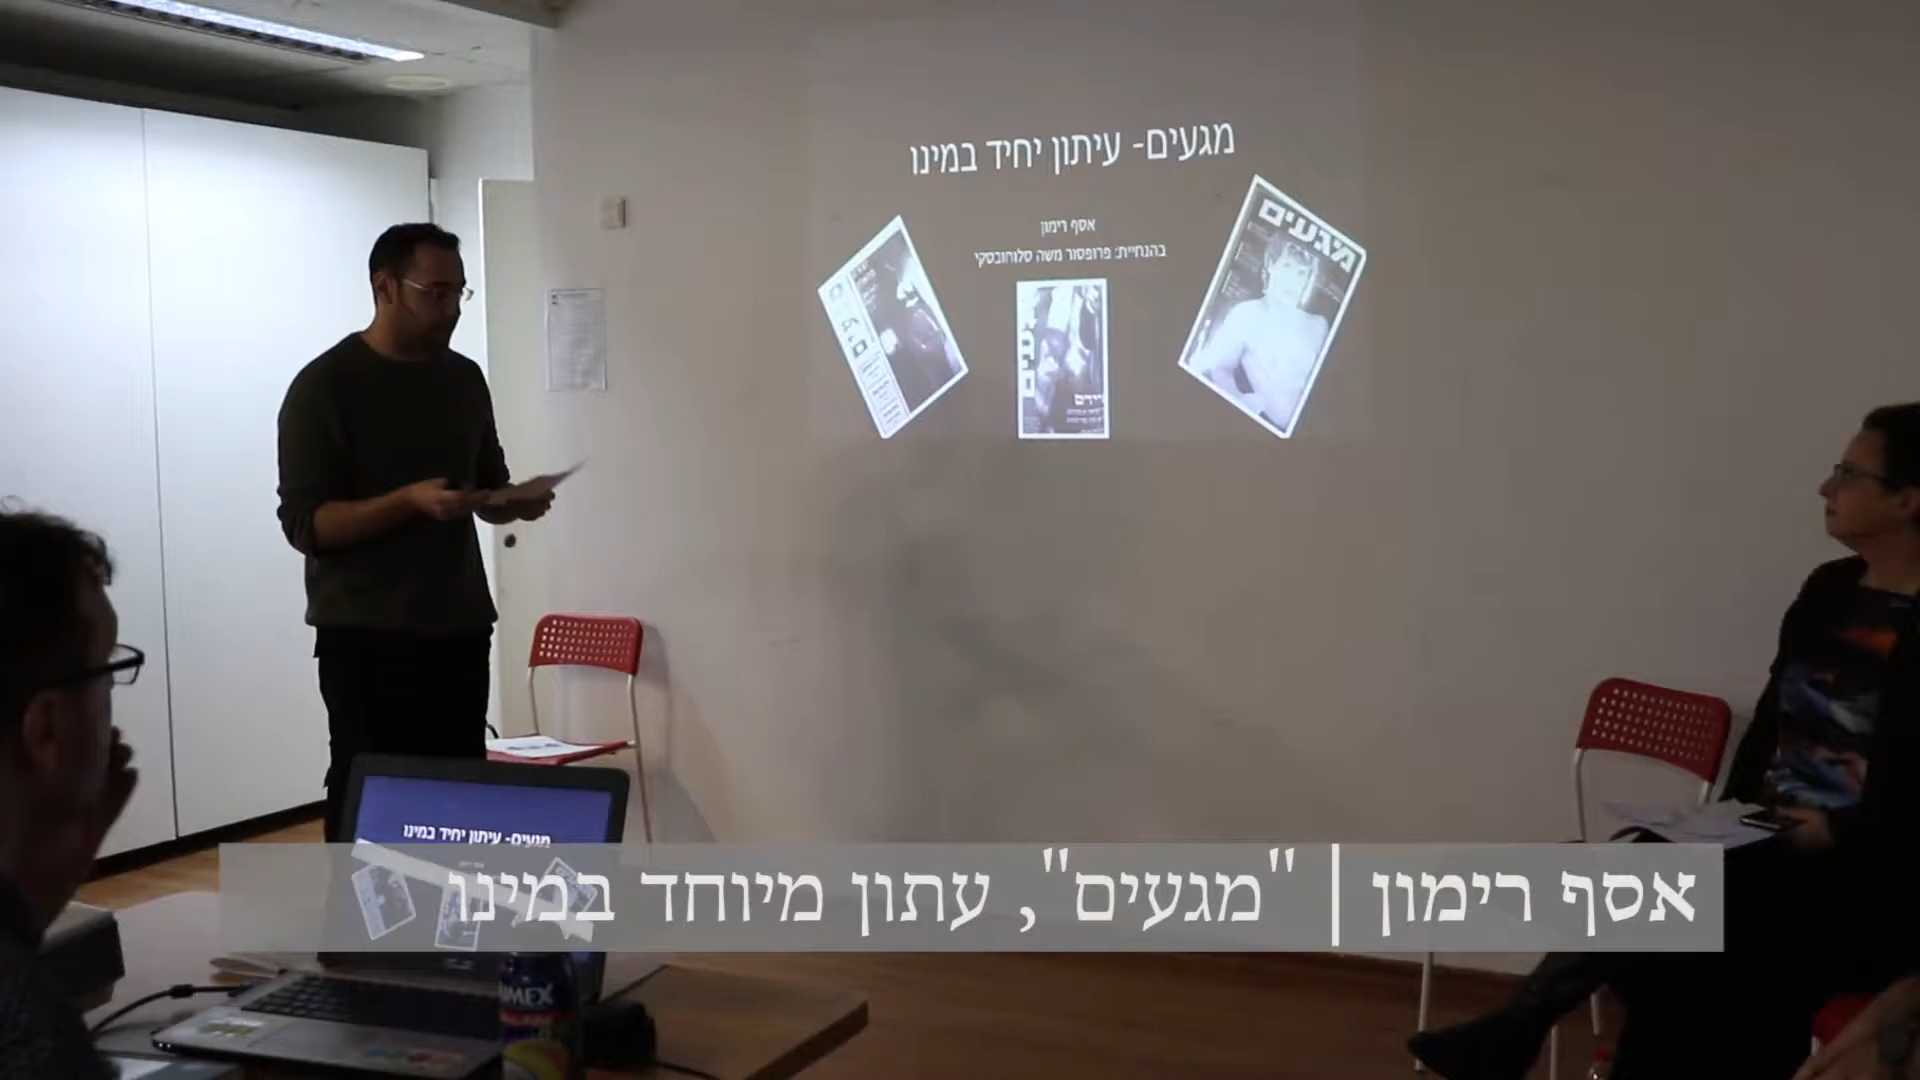 מגעים- עיתון יחיד במינו
אסף רימון
בהנחיית: פרופסור משה סלוחובסקי
מגעים
מגעים- עיתון יחיד במינו
אסף רימון | "מגעים", עתון מיוחד במינו